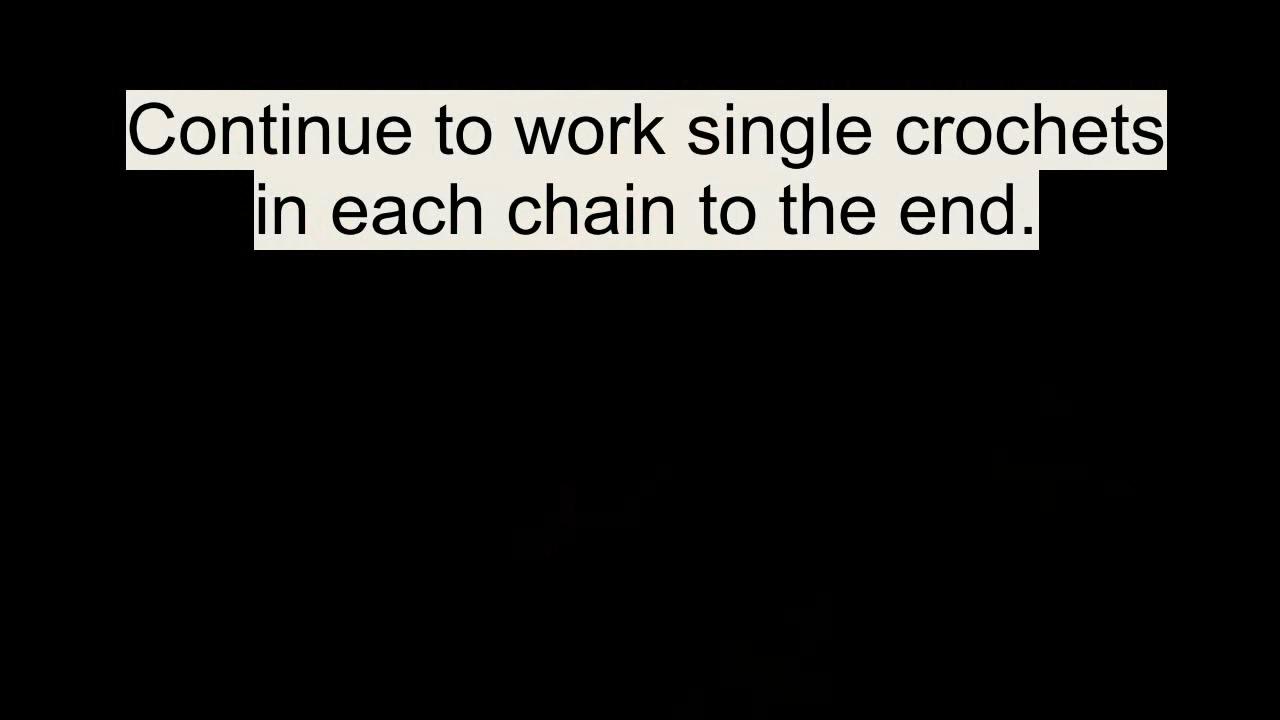 Continue to work single crochets
in each chain to the end.